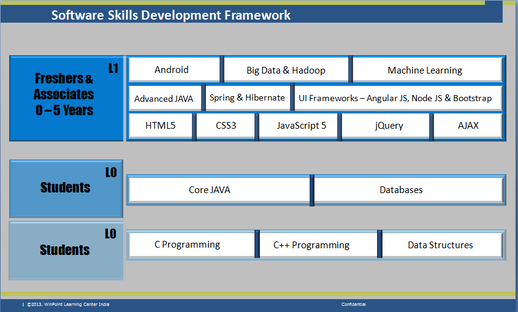 Software Skills Development Framework
L1
Freshers &
Associates
0 – 5 Years
Android
Big Data & Hadoop
Machine Learning
Advanced JAVA
Spring & Hibernate
UI Frameworks – Angular JS, Node JS & Bootstrap
HTML5
CSS3
JavaScript 5
jQuery
AJAX
L0
Students
Core JAVA
Databases
L0
Students
C Programming
C++ Programming
Data Structures
1 ©2013, WinPoint Learning Center India
Confidential